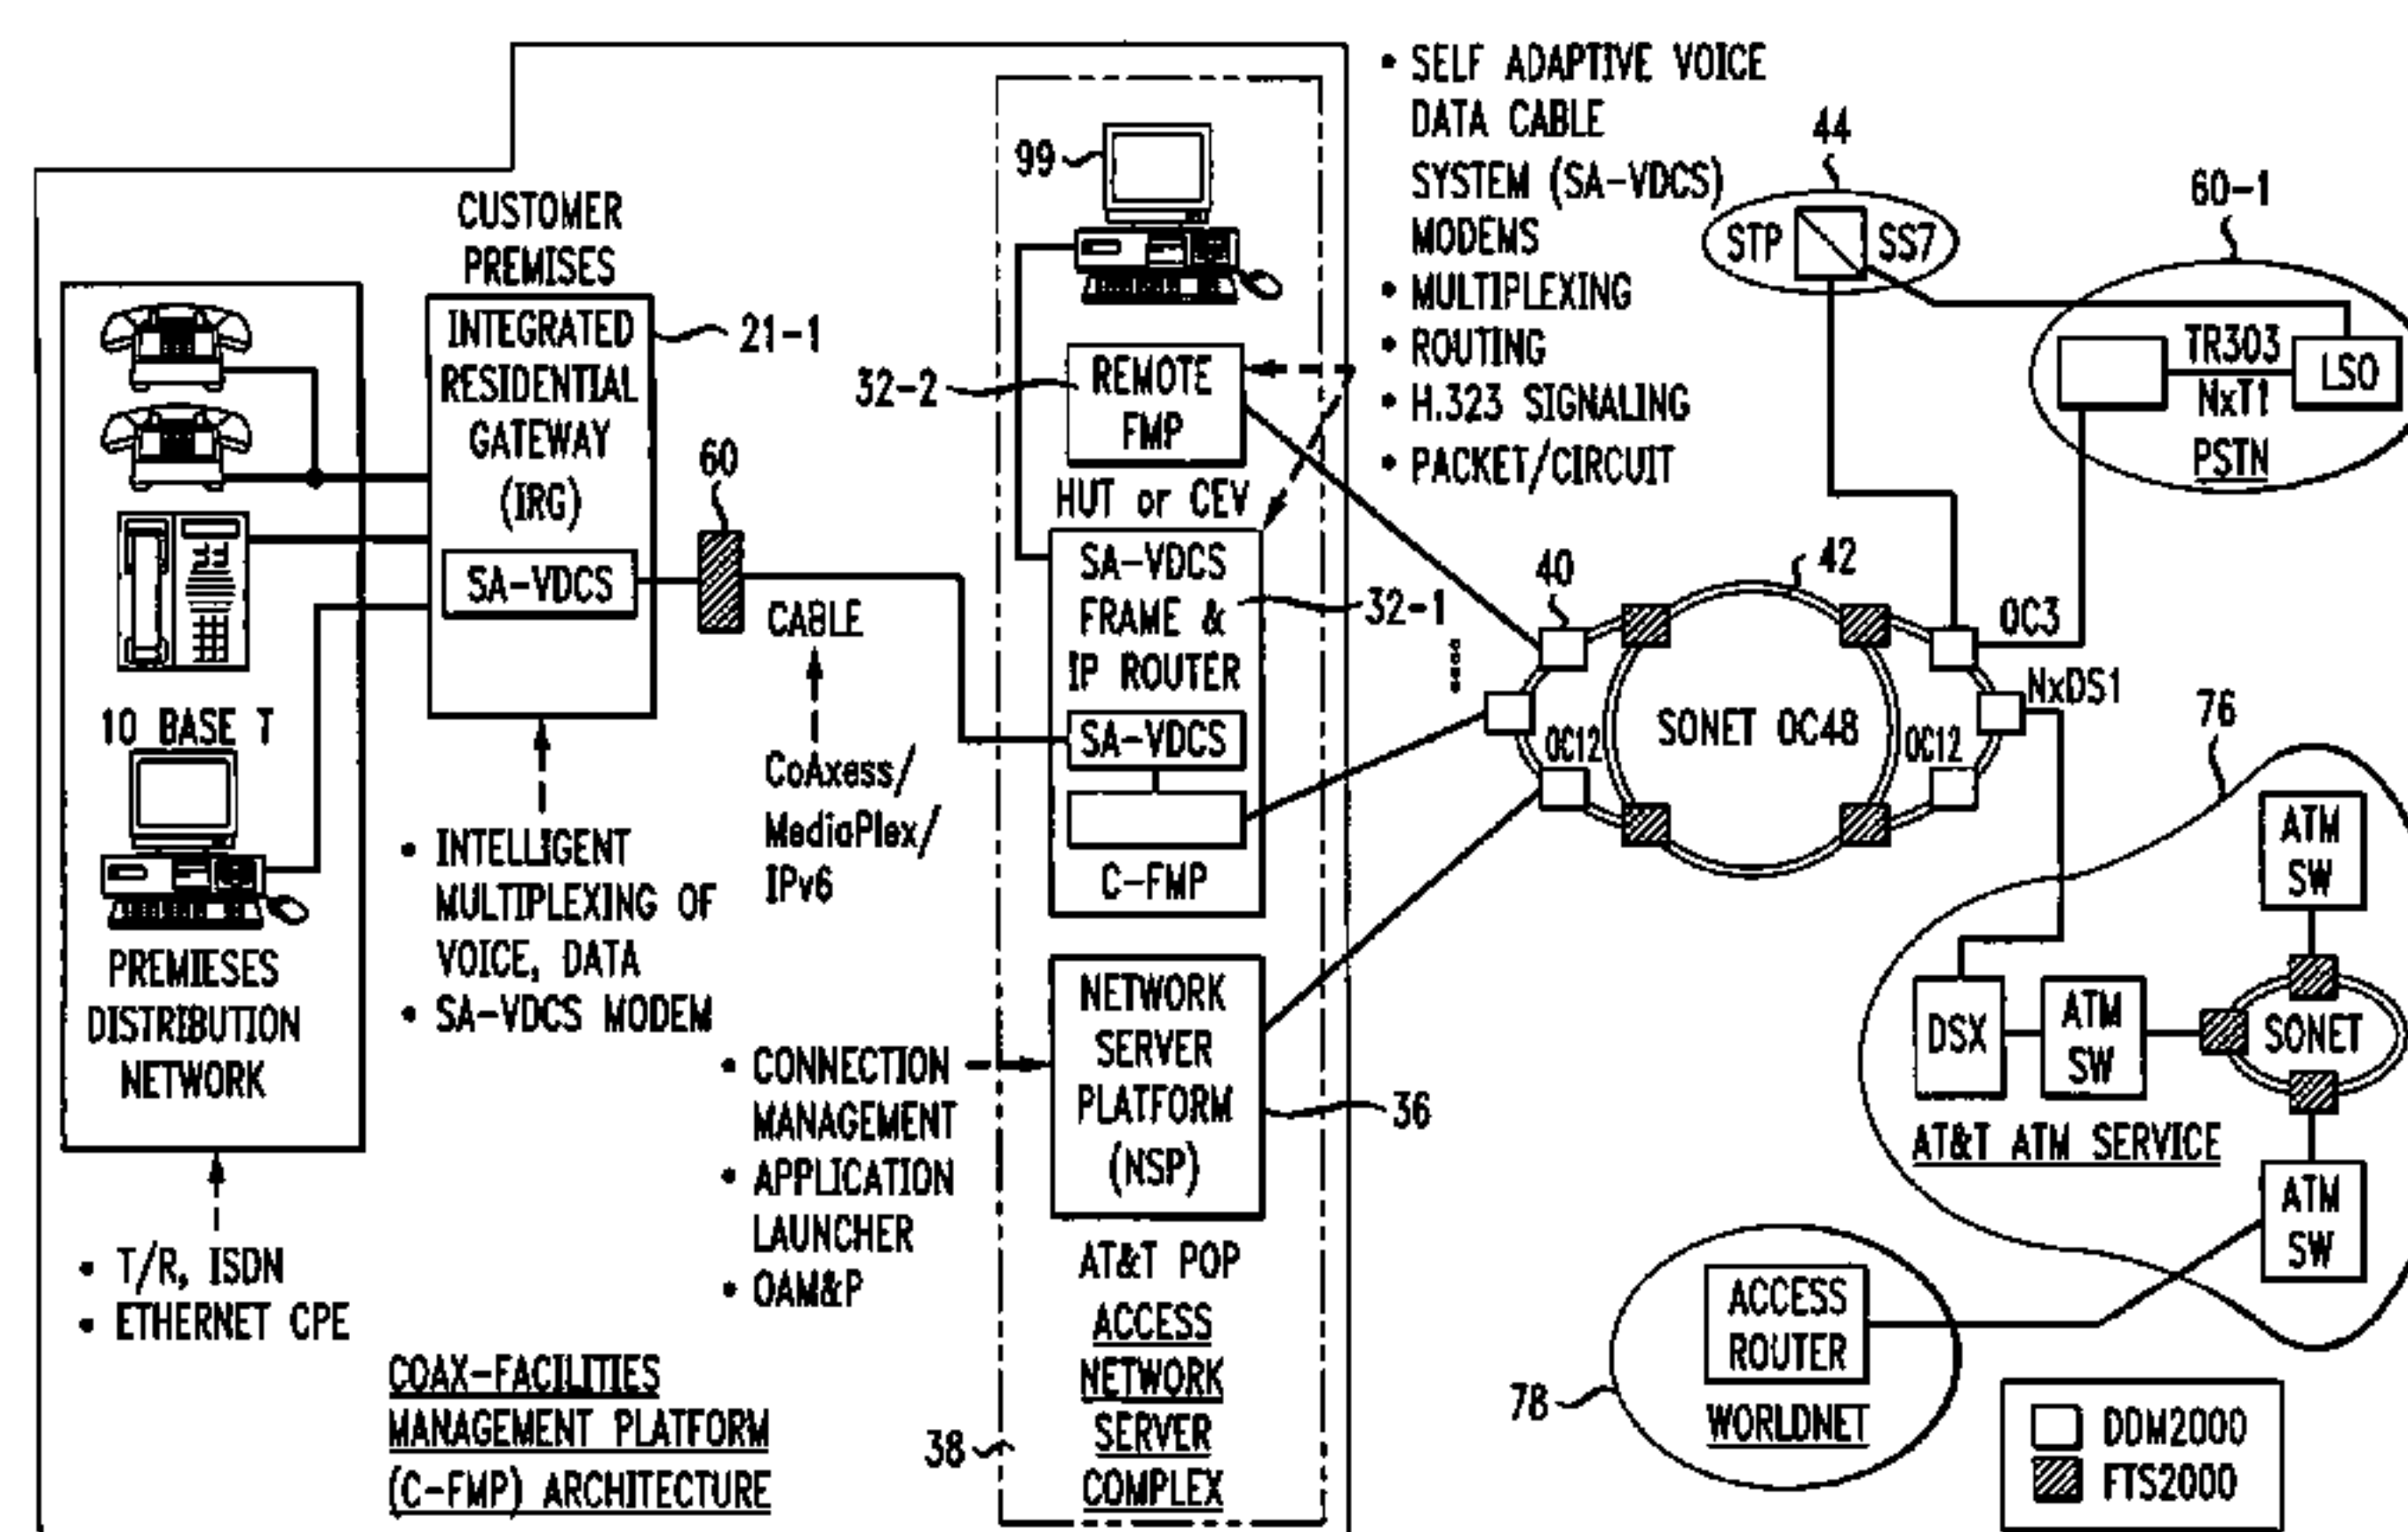 CUSTOMER
PREMISES
INTEGRATED
RESIDENTIAL
GATEWAY
(IRG)
SA-VDCS
21-1
10 BASE T
PREMIESES
DISTRIBUTION
NETWORK
• T/R, ISDN
• ETHERNET CPE
• INTELLIGENT
MULTIPLEXING OF
VOICE, DATA
• SA-VDCS MODEM
60
CABLE
CoAxess/
MediaPlex/
IPv6
• CONNECTION
MANAGEMENT
• APPLICATION
LAUNCHER
• OAM&P
COAX-FACILITIES
MANAGEMENT PLATFORM
(C-FMP) ARCHITECTURE
99
32-2
REMOTE
FMP
HUT or CEV
SA-VDCS
FRAME &
IP ROUTER
32-1
SA-VDCS
C-FMP
NETWORK
SERVER
PLATFORM
(NSP)
36
AT&T POP
ACCESS
NETWORK
SERVER
COMPLEX
38
• SELF ADAPTIVE VOICE
DATA CABLE
SYSTEM (SA-VDCS)
MODEMS
• MULTIPLEXING
• ROUTING
• H.323 SIGNALING
• PACKET/CIRCUIT
44
STP
SS7
60-1
TR303
NxT1
LSO
PSTN
40
42
OC3
NxDS1
OC12
SONET OC48
OC12
76
ATM
SW
DSX
ATM
SW
SONET
AT&T ATM SERVICE
ATM
SW
78
ACCESS
ROUTER
WORLDNET
DDM2000
FTS2000